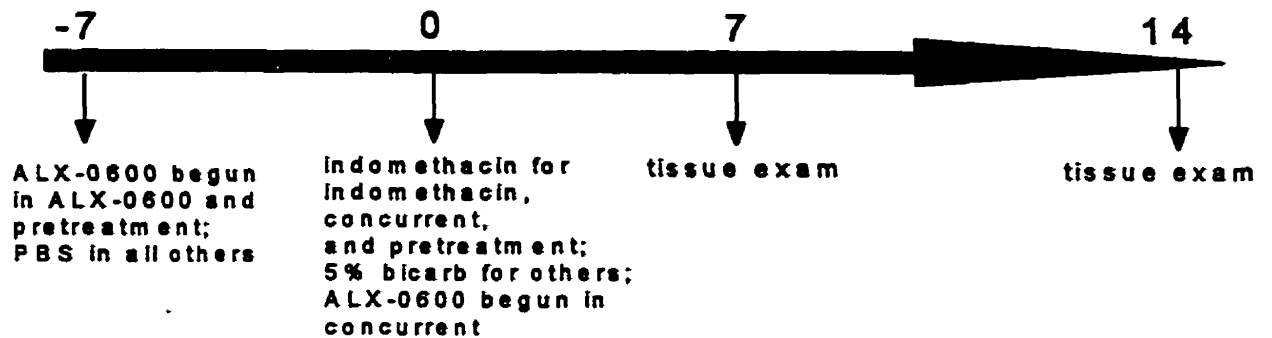 -7 0 7 14
ALX-0600 begun
in ALX-0600 and
pretreatment;
PBS in all others
indomethacin for
indomethacin,
concurrent,
and pretreatment;
5% bicarb for others;
ALX-0600 begun in
concurrent
tissue exam
tissue exam